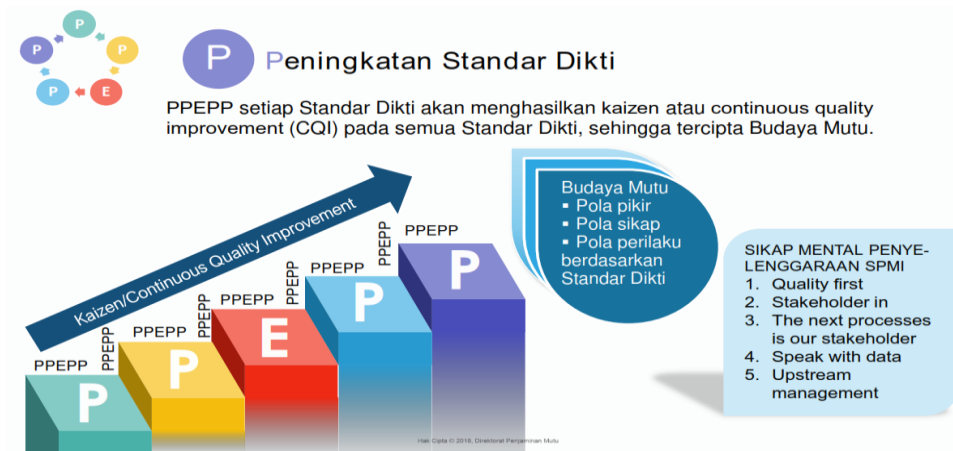 P
P
P
E
P
P
Peningkatan Standar Dikti
PPEPP setiap Standar Dikti akan menghasilkan kaizen atau continuous quality
improvement (CQI) pada semua Standar Dikti, sehingga tercipta Budaya Mutu.
Kaizen/Continuous Quality Improvement
Budaya Mutu
▪ Pola pikir
▪ Pola sikap
▪ Pola perilaku
berdasarkan
Standar Dikti
SIKAP MENTAL PENYE-
LENGGARAAN SPMI
1. Quality first
2. Stakeholder in
3. The next processes
is our stakeholder
4. Speak with data
5. Upstream
management
PPEPP
P
PPEPP
PPEPP
P
PPEPP
PPEPP
E
PPEPP
PPEPP
P
PPEPP
PPEPP
P
Hak Cipta © 2018, Direktorat Penjaminan Mutu